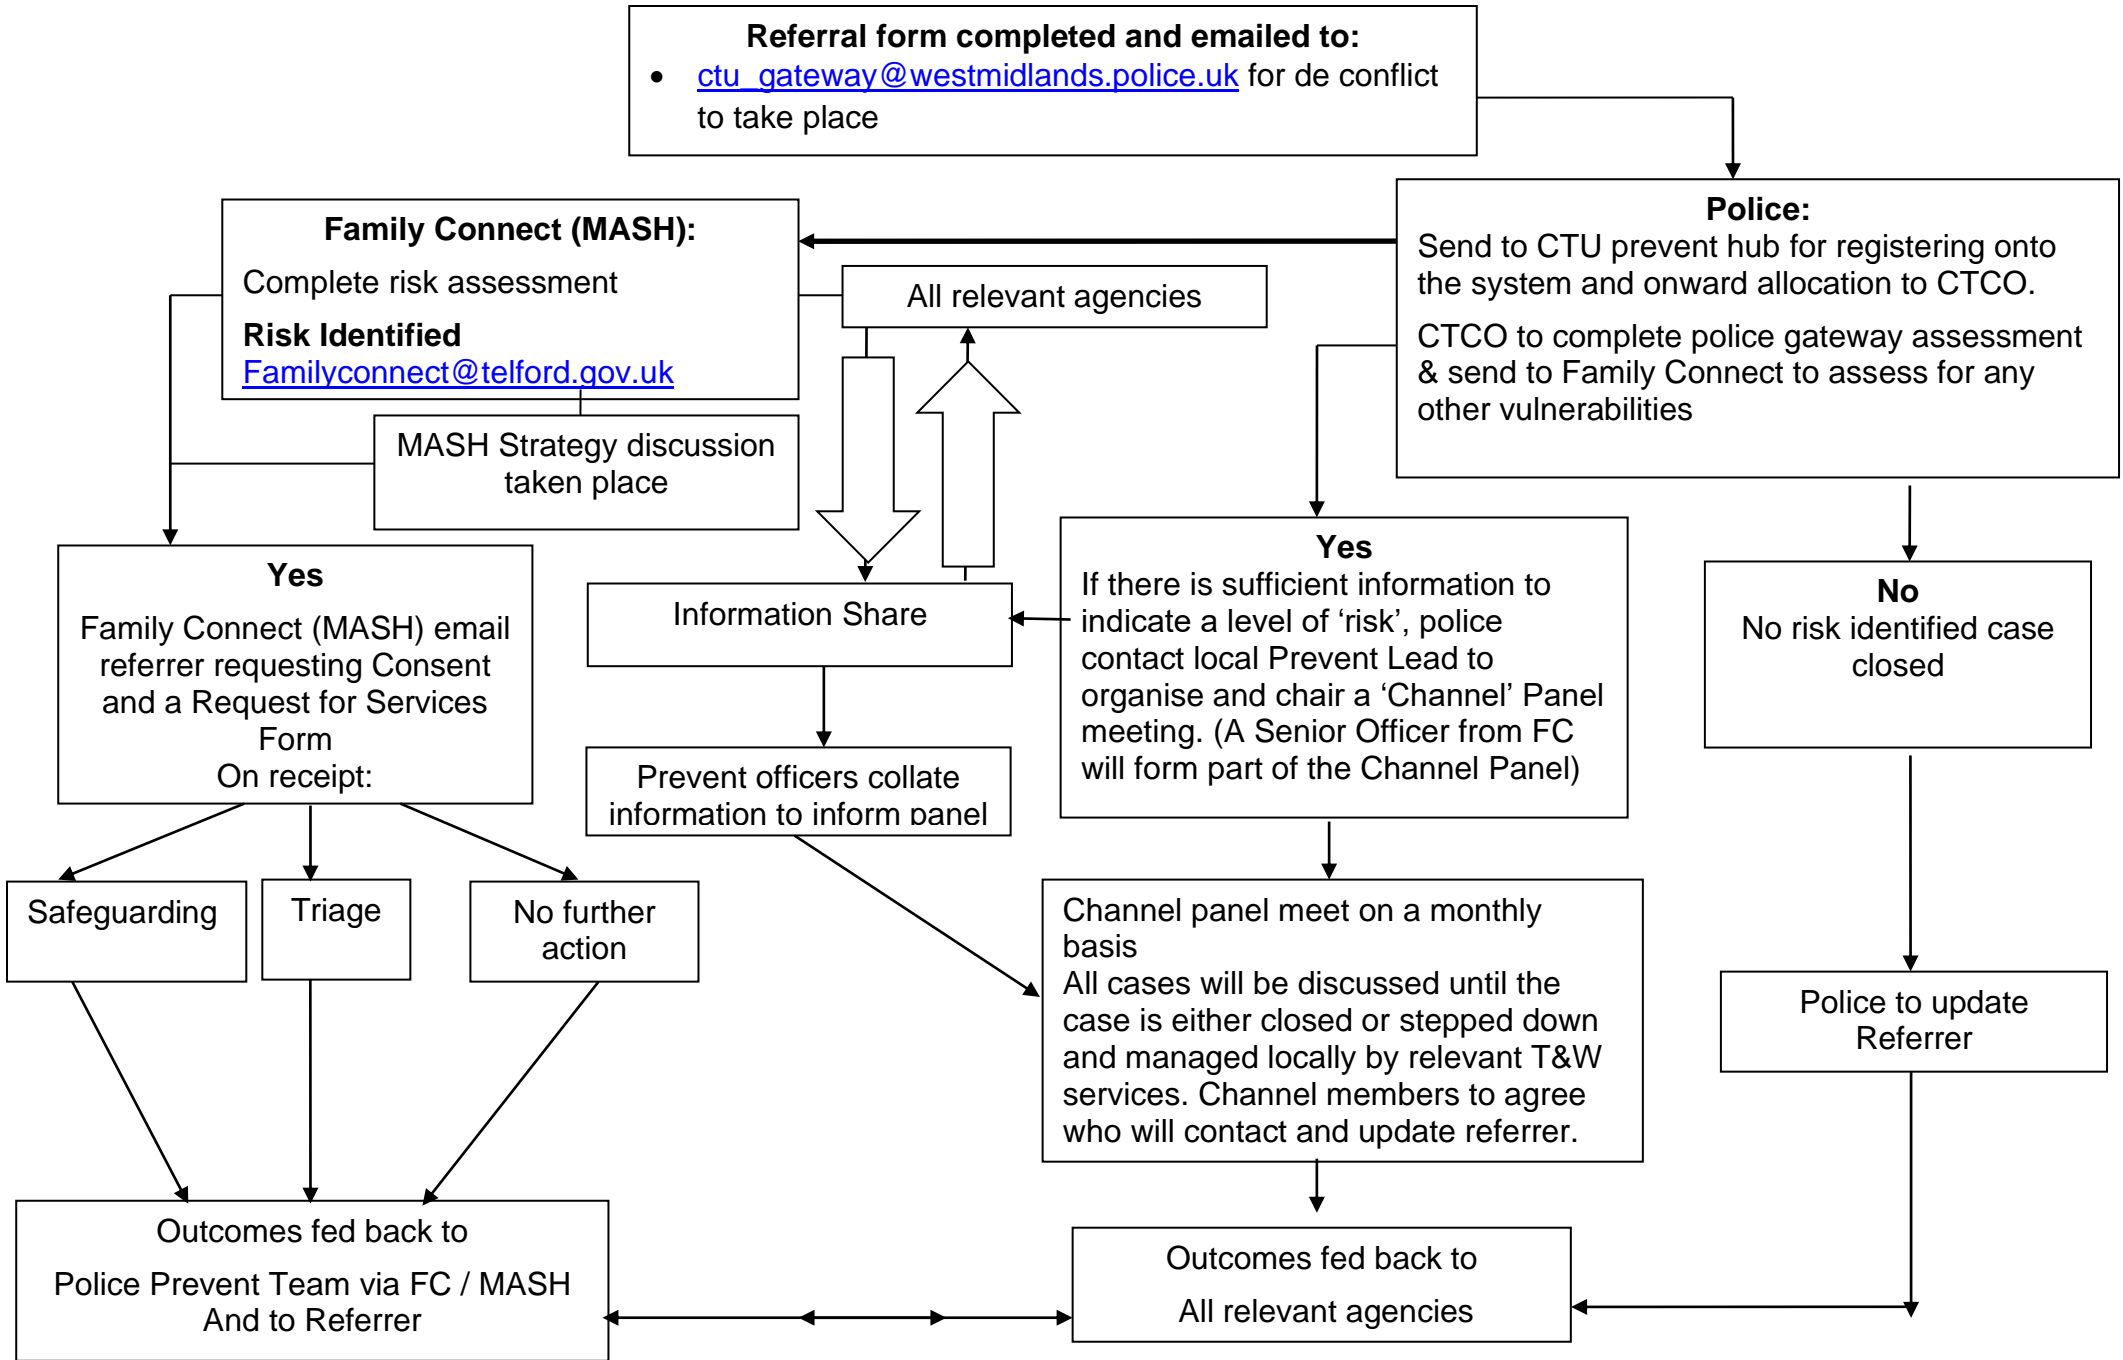 Referral form completed and emailed to:
• ctu_gateway@westmidlands.police.uk for de conflict
to take place
Police:
Send to CTU prevent hub for registering onto
the system and onward allocation to CTCO.
CTCO to complete police gateway assessment
& send to Family Connect to assess for any
other vulnerabilities
Family Connect (MASH):
Complete risk assessment
Risk Identified
Familyconnect@telford.gov.uk
All relevant agencies
MASH Strategy discussion
taken place
Yes
Family Connect (MASH) email
referrer requesting Consent
and a Request for Services
Form
On receipt:
Information Share
Yes
If there is sufficient information to
indicate a level of ‘risk’, police
contact local Prevent Lead to
organise and chair a ‘Channel’ Panel
meeting. (A Senior Officer from FC
will form part of the Channel Panel)
No
No risk identified case
closed
Prevent officers collate
information to inform panel
Safeguarding
Triage
No further
action
Channel panel meet on a monthly
basis
All cases will be discussed until the
case is either closed or stepped down
and managed locally by relevant T&W
services. Channel members to agree
who will contact and update referrer.
Police to update
Referrer
Outcomes fed back to
Police Prevent Team via FC / MASH
And to Referrer
Outcomes fed back to
All relevant agencies